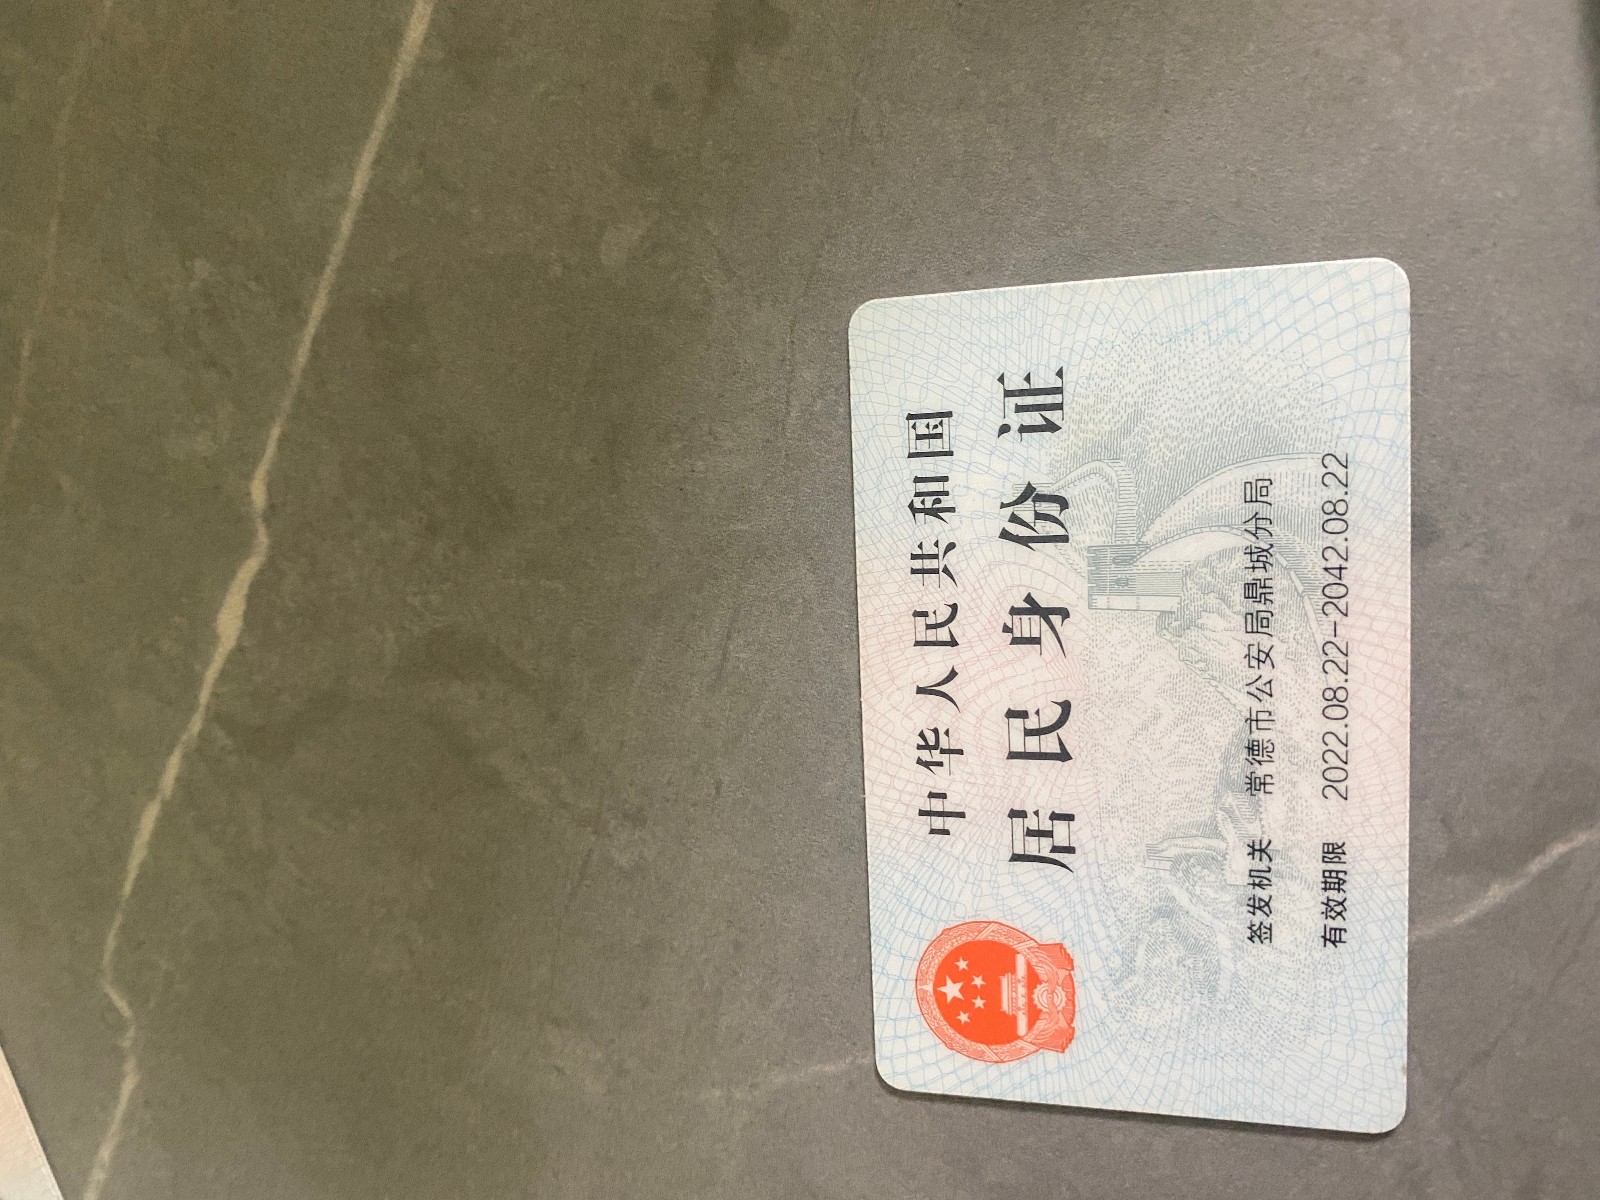 中华人民共和国
居民身份证
签发机关 常德市公安局鼎城分局
有效期限 2022.08.22-2042.08.22